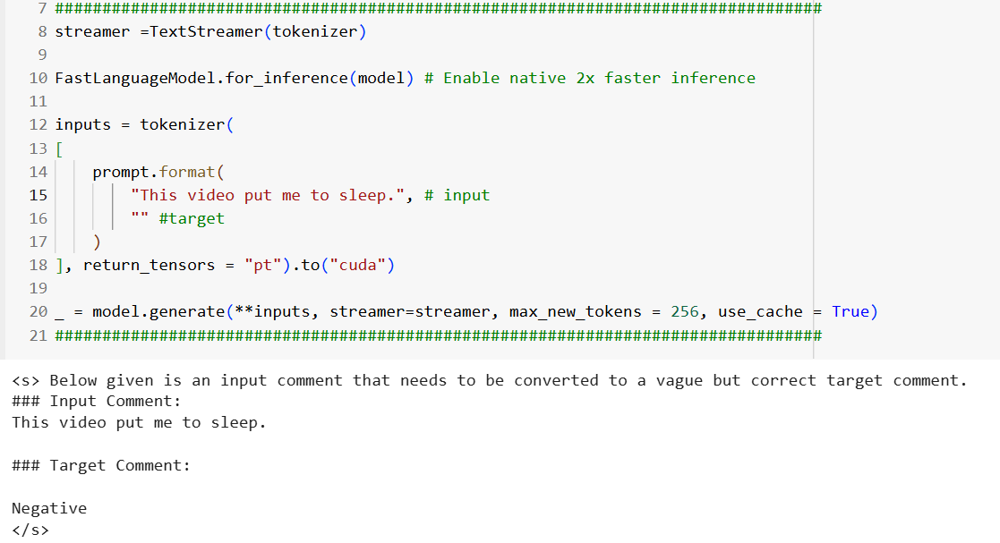 7 ##################################################################################
8 streamer =TextStreamer(tokenizer)
9
10 FastLanguageModel.for_inference(model) # Enable native 2x faster inference
11
12 inputs = tokenizer(
13 [
14     prompt.format(
15         "This video put me to sleep.", # input
16         "" #target
17     )
18 ], return_tensors = "pt").to("cuda")
19
20 _ = model.generate(**inputs, streamer=streamer, max_new_tokens = 256, use_cache = True)
21 ##################################################################################
<s> Below given is an input comment that needs to be converted to a vague but correct target comment.
### Input Comment:
This video put me to sleep.

### Target Comment:

Negative
</s>